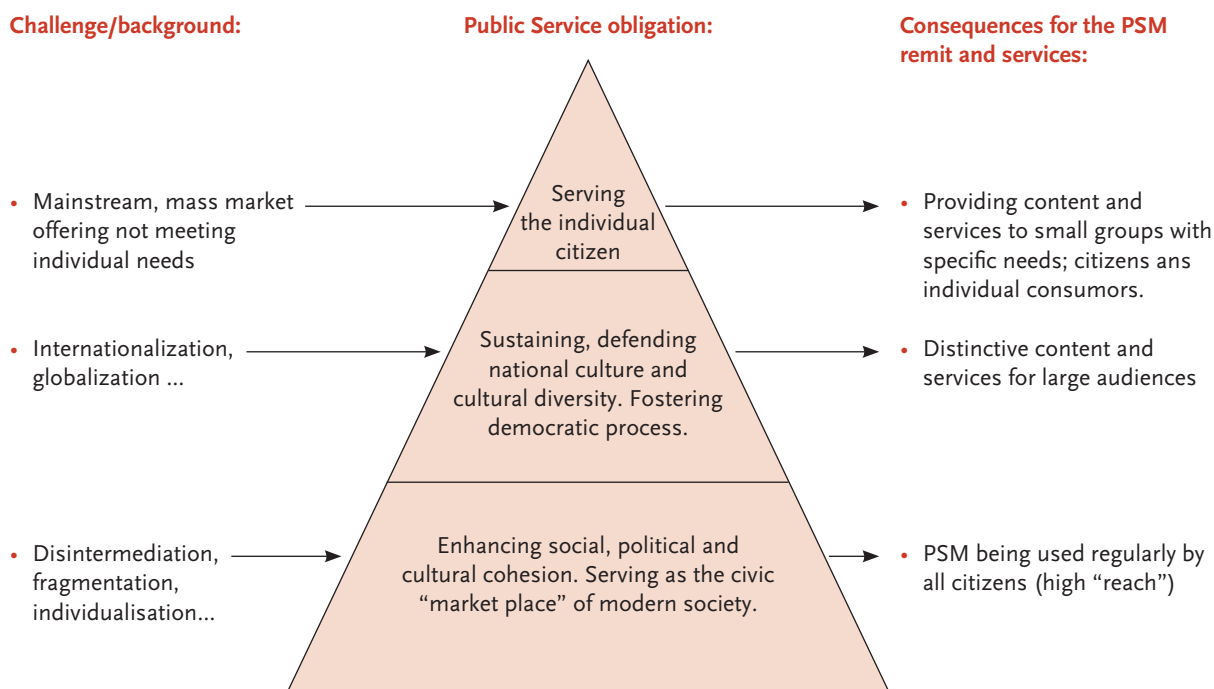 Challenge/background:
Public Service obligation:
Consequences for the PSM
remit and services:
• Mainstream, mass market
offering not meeting
individual needs
Serving
the individual
citizen
• Providing content and
services to small groups with
specific needs; citizens ans
individual consumors.
• Internationalization,
globalization ...
Sustaining, defending
national culture and
cultural diversity. Fostering
democratic process.
• Distinctive content and
services for large audiences
• Disintermediation,
fragmentation,
individualisation...
Enhancing social, political and
cultural cohesion. Serving as the civic
“market place” of modern society.
• PSM being used regularly by
all citizens (high “reach”)